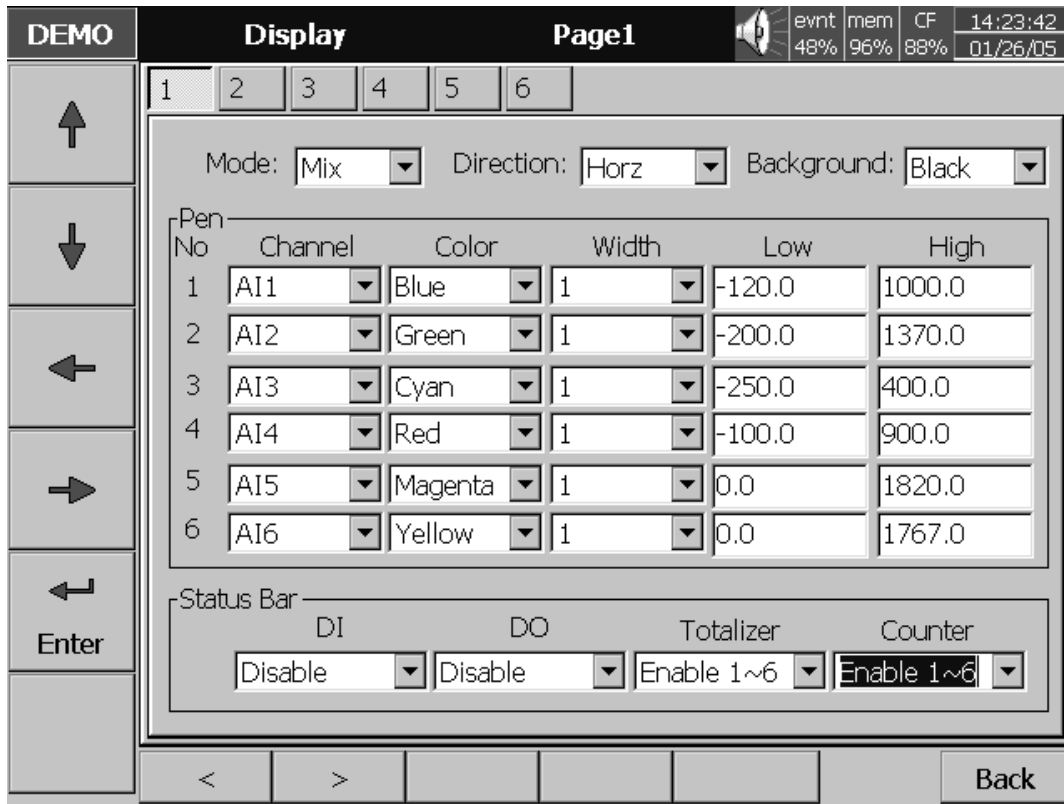 DEMO Display Page1 evnt mem CF 14:23:42
48% 96% 88% 01/26/05
1 2 3 4 5 6
Mode: Mix Direction: Horz Background: Black
Pen
No Channel Color Width Low High
1 AI1 Blue 1 -120.0 1000.0
2 AI2 Green 1 -200.0 1370.0
3 AI3 Cyan 1 -250.0 400.0
4 AI4 Red 1 -100.0 900.0
5 AI5 Magenta 1 0.0 1820.0
6 AI6 Yellow 1 0.0 1767.0
Enter
Status Bar
DI DO Totalizer Counter
Disable Disable Enable 1~6 Enable 1~6
< > Back